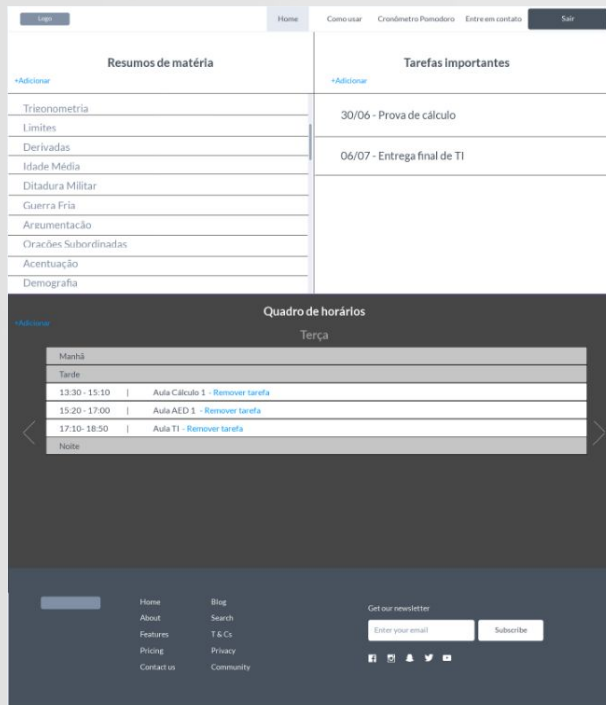 Logo
Home
Como usar
Cronômetro Pomodoro
Entre em contato
Sair
Resumos de matéria
+Adicionar
Trigonometria
Limites
Derivadas
Idade Média
Ditadura Militar
Guerra Fria
Argumentação
Orações Subordinadas
Acentuação
Demografia
Tarefas importantes
+Adicionar
30/06 - Prova de cálculo
06/07 - Entrega final de TI
Quadro de horários
+Adicionar
Terça
Manhã
Tarde
13:30 - 15:10 | Aula Cálculo 1 - Remover tarefa
15:20 - 17:00 | Aula AED 1 - Remover tarefa
17:10- 18:50 | Aula TI - Remover tarefa
Noite
Home
About
Features
Pricing
Contact us
Blog
Search
T & Cs
Privacy
Community
Get our newsletter
Enter your email
Subscribe